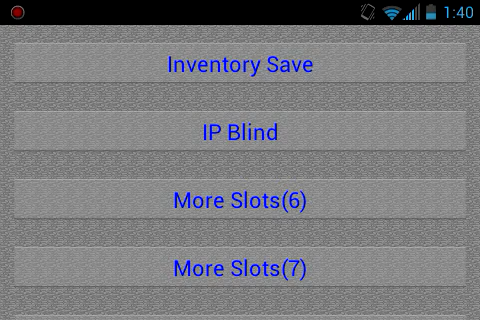 1:40
Inventory Save
IP Blind
More Slots(6)
More Slots(7)